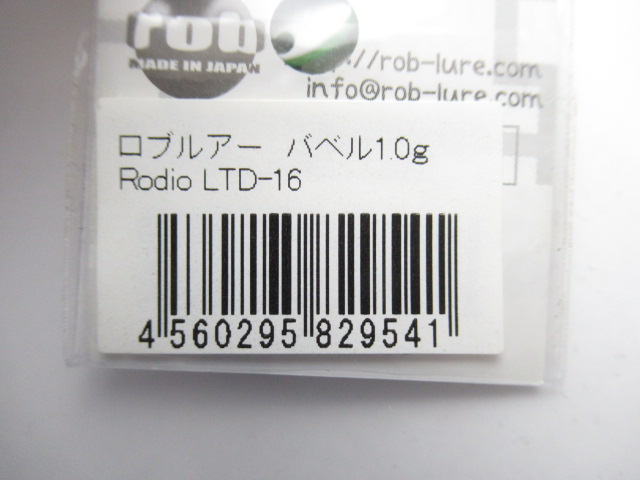 rob
MADE IN JAPAN
//rob-lure.com
info@rob-lure.com
ロブルアー バベル1.0g
Rodio LTD-16
4 560295 829541